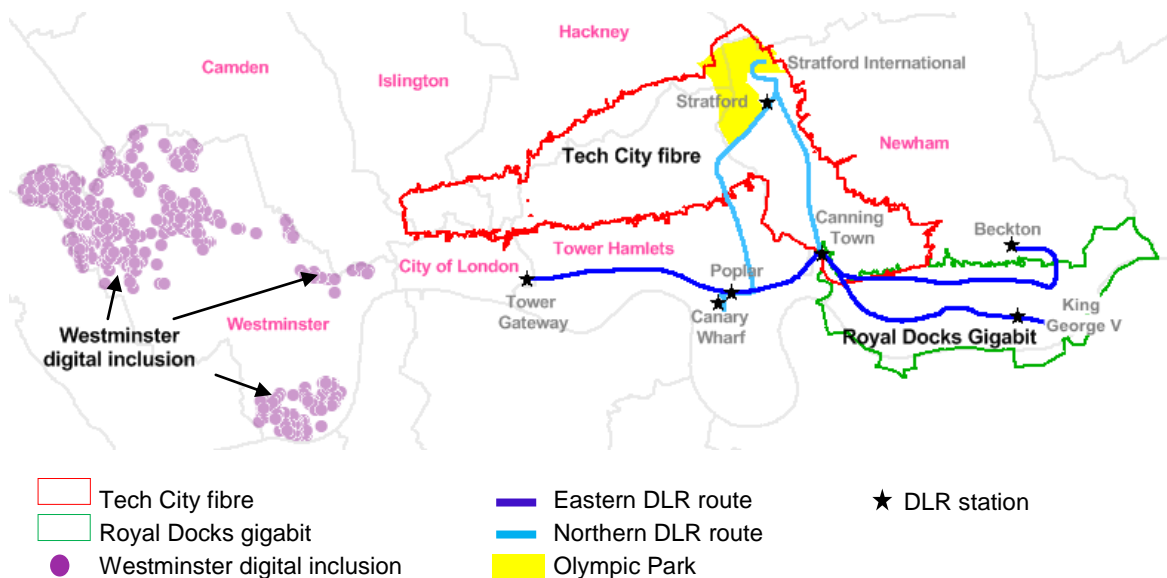 Hackney
Camden
Islington
Stratford International
Stratford
Newham
Tech City fibre
Canning
Town
Beckton
Tower Hamlets
City of London
Poplar
Tower
Gateway
Canary
Wharf
King
George V
Royal Docks Gigabit
Westminster
Westminster
digital inclusion
Tech City fibre
Royal Docks gigabit
Westminster digital inclusion
Eastern DLR route
Northern DLR route
Olympic Park
DLR station